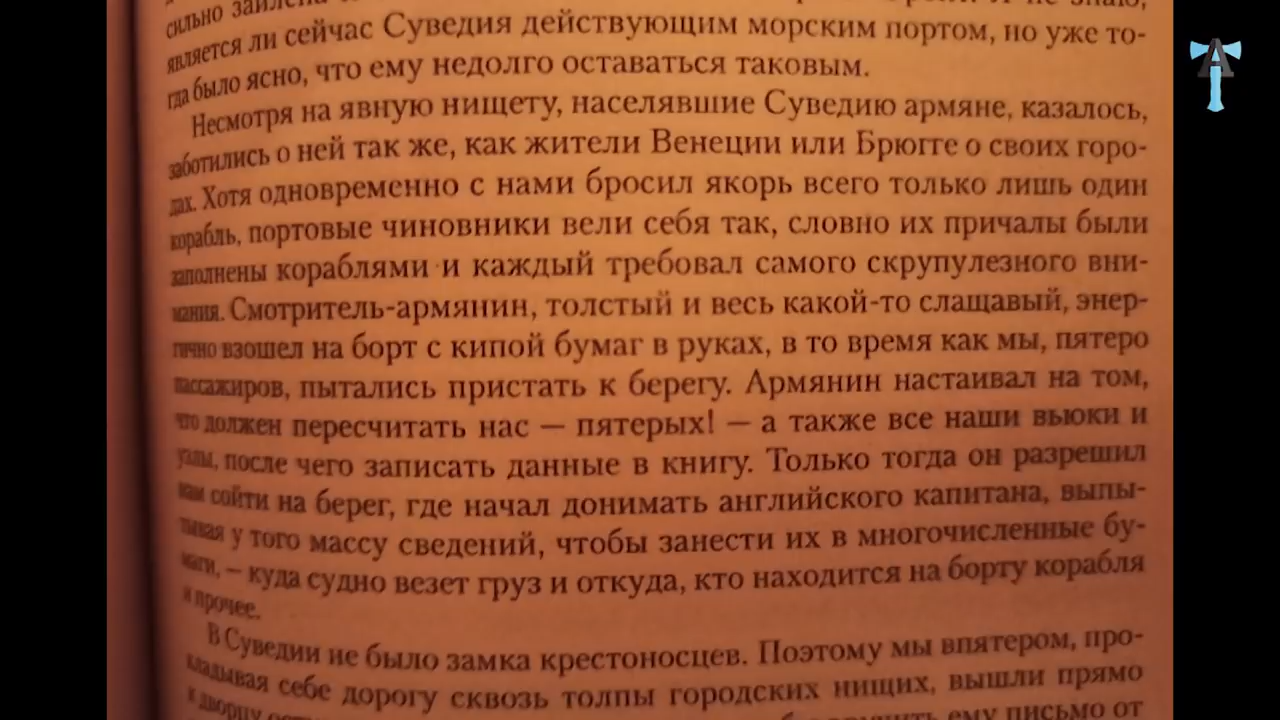 сильно заилена
является ли сейчас Суведия действующим морским портом, но уже то-
гда было ясно, что ему недолго оставаться таковым.
Несмотря на явную нищету, населявшие Суведию армяне, казалось,
заботились о ней так же, как жители Венеции или Брюгге о своих горо-
дах. Хотя одновременно с нами бросил якорь всего только лишь один
корабль, портовые чиновники вели себя так, словно их причалы были
заполнены кораблями и каждый требовал самого скрупулезного вни-
мания. Смотритель-армянин, толстый и весь какой-то слащавый, энер-
гично взошел на борт с кипой бумаг в руках, в то время как мы, пятеро
пассажиров, пытались пристать к берегу. Армянин настаивал на том,
что должен пересчитать нас — пятерых! — а также все наши вьюки и
узлы, после чего записать данные в книгу. Только тогда он разрешил
нам сойти на берег, где начал донимать английского капитана, выпы-
тывая у того массу сведений, чтобы занести их в многочисленные бу-
маги, — куда судно везет груз и откуда, кто находится на борту корабля
и прочее.
В Суведии не было замка крестоносцев. Поэтому мы впятером, про-
кладывая себе дорогу сквозь толпы городских нищих, вышли прямо
к дворцу ему письмо от